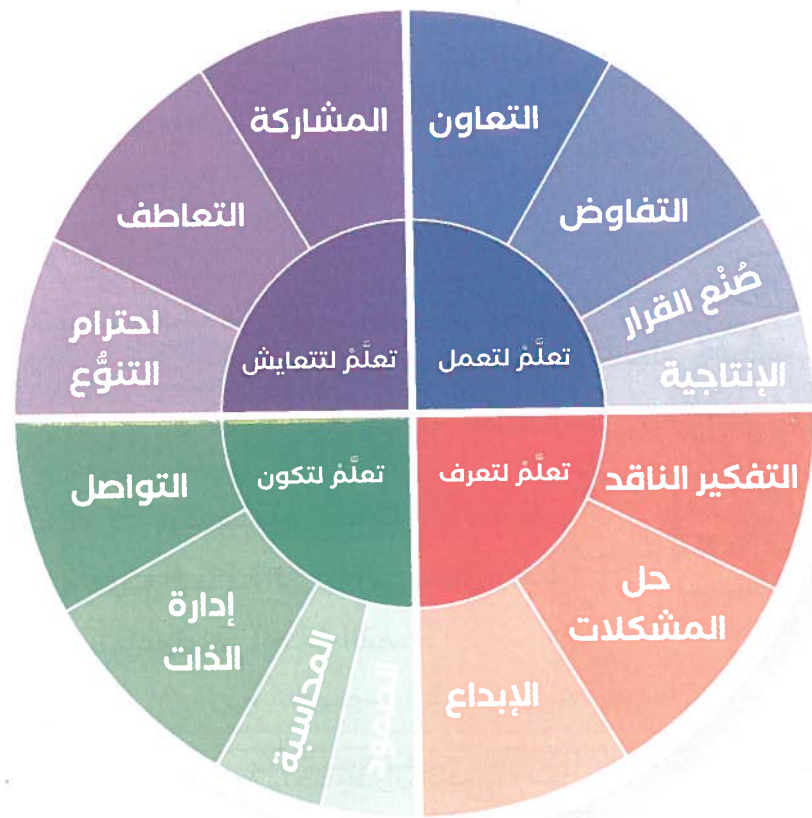 المشاركة
التعاطف
احترام
التنوُّع
تعلَّمْ لتتعايش
التعاون
التفاوض
صُنْع القرار
الإنتاجية
تعلَّمْ لتعمل
التفكير الناقد
حل
المشكلات
الإبداع
تعلَّمْ لتعرف
التواصل
إدارة
الذات
المحاسبة
الصمود
تعلَّمْ لتكون